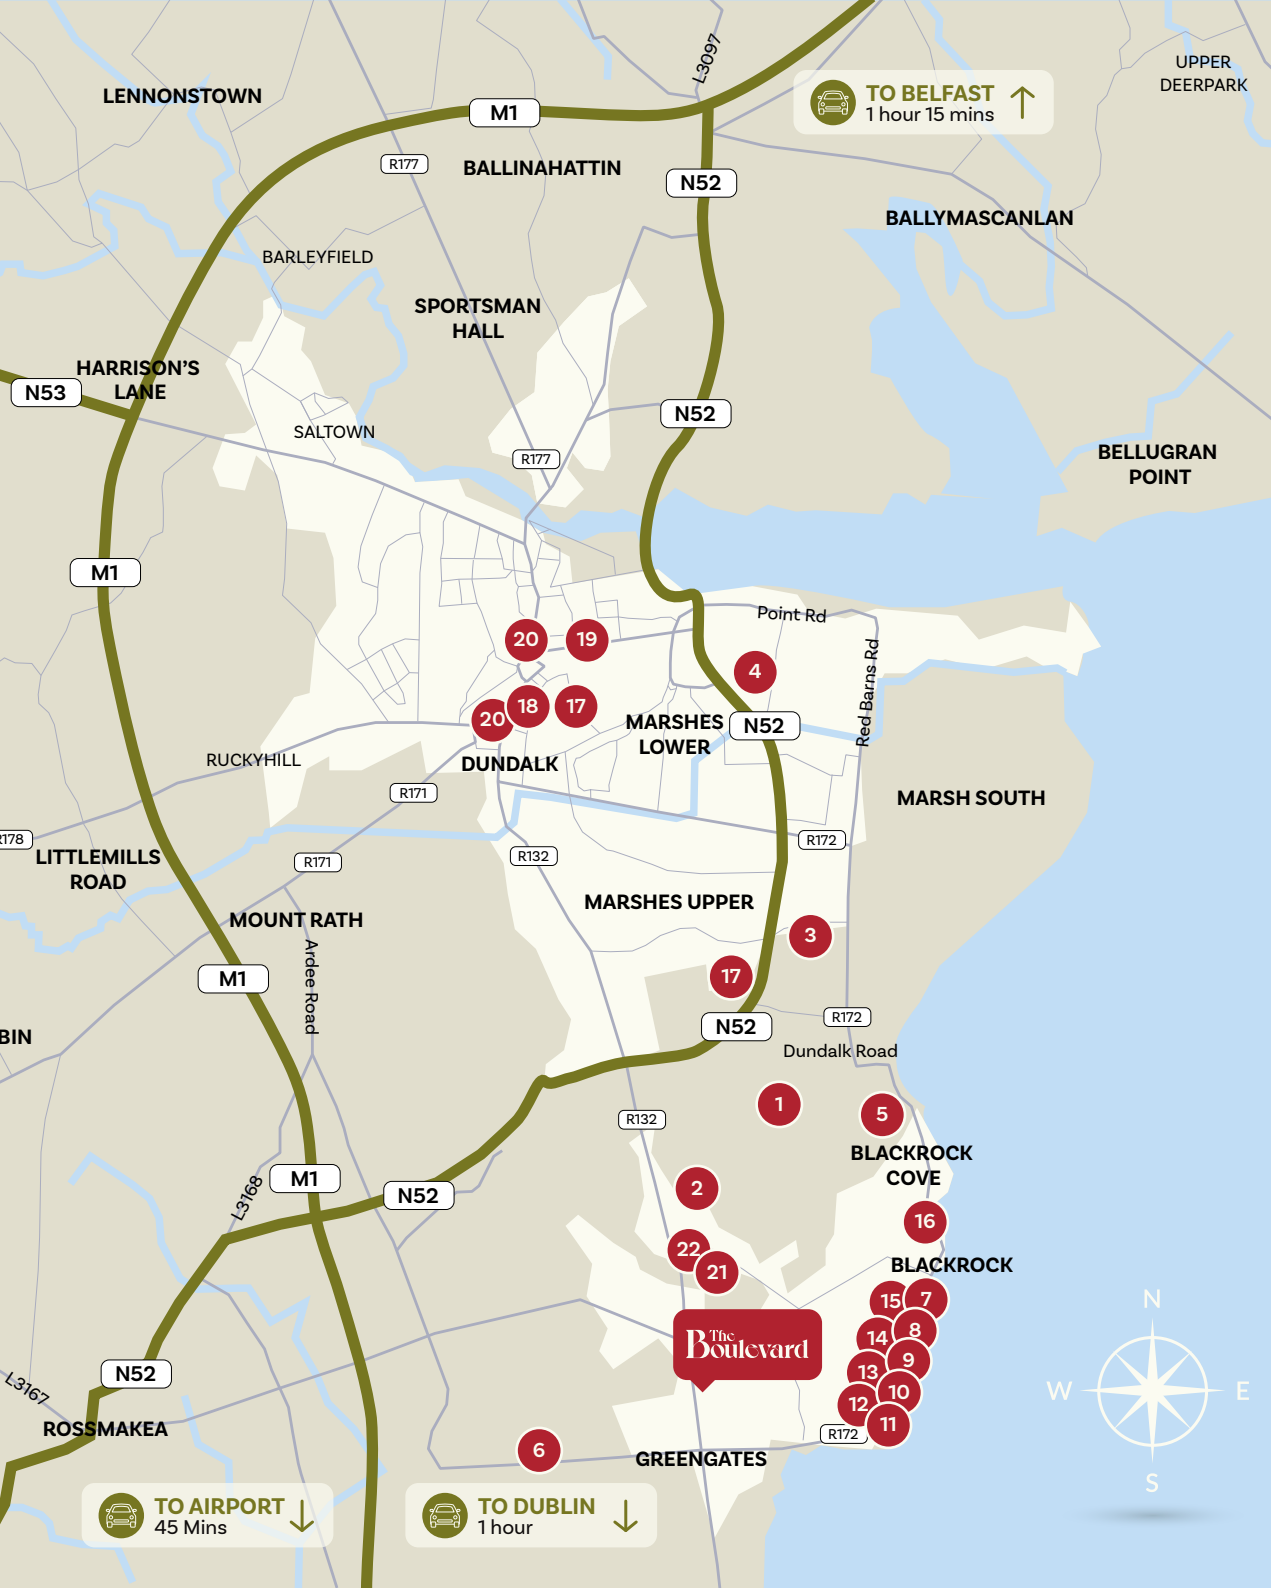 L3097
UPPER
DEERPARK
LENNONSTOWN
TO BELFAST
1 hour 15 mins
M1
R177
BALLINAHATTIN
N52
BALLYMASCANLAN
BARLEYFIELD
SPORTSMAN
HALL
HARRISON'S
LANE
N53
N52
SALTOWN
R177
BELLUGRAN
POINT
M1
Point Rd
20
19
4
Red Barns Rd
20
18
17
MARSHES
LOWER
N52
RUCKYHILL
DUNDALK
R171
MARSH SOUTH
R178
R172
LITTLEMILLS
ROAD
R171
R132
MARSHES UPPER
MOUNT RATH
3
Ardee Road
M1
17
R172
N52
BIN
Dundalk Road
1
5
R132
BLACKROCK
COVE
M1
2
N52
L3168
16
22
21
BLACKROCK
15
7
N
The
Boulevard
14
8
13
9
N52
L3167
12
10
W
E
11
R172
ROSSMAKEA
6
GREENGATES
S
TO AIRPORT
45 Mins
TO DUBLIN
1 hour